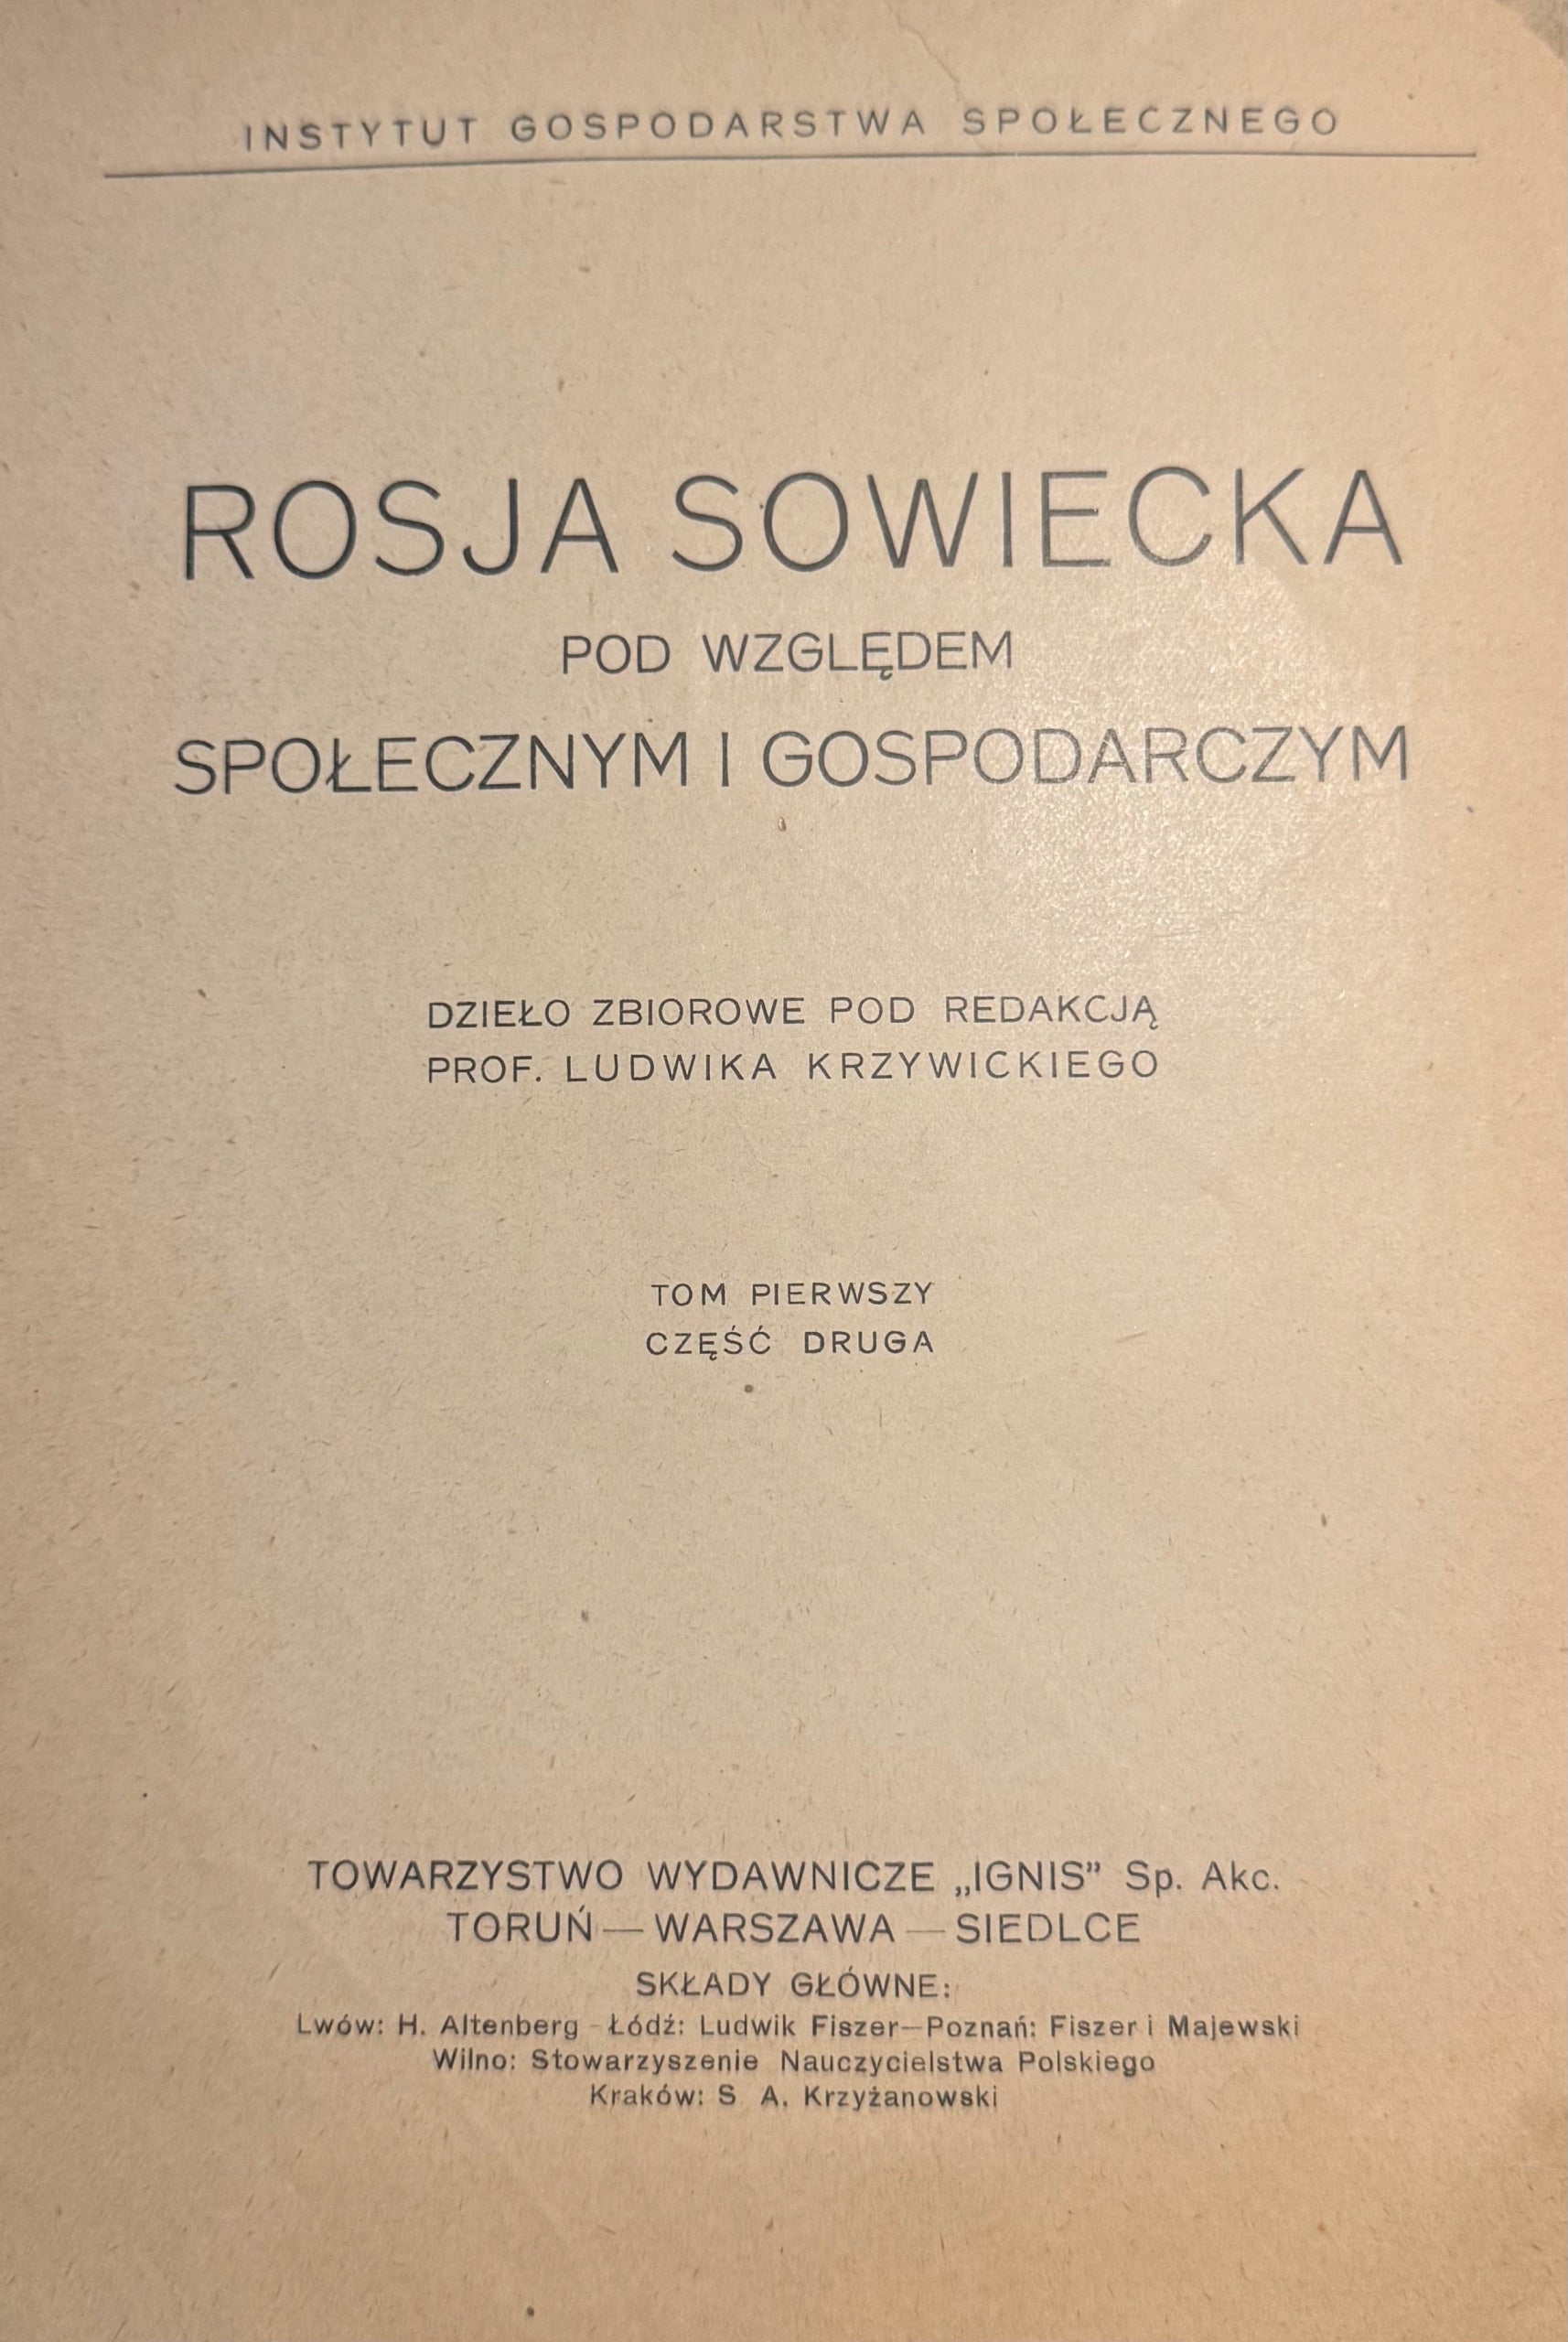 INSTYTUT GOSPODARSTWA SPOŁECZNEGO
ROSJA SOWIECKA
POD WZGLĘDEM
SPOŁECZNYM I GOSPODARCZYM
DZIEŁO ZBIOROWE POD REDAKCJĄ
PROF. LUDWIKA KRZYWICKIEGO
TOM PIERWSZY
CZĘŚĆ DRUGA
TOWARZYSTWO WYDAWNICZE „IGNIS” Sp. Akc.
TORUŃ — WARSZAWA — SIEDLCE
SKŁADY GŁÓWNE:
Lwów: H. Altenberg - Łódź: Ludwik Fiszer—Poznań: Fiszer i Majewski
Wilno: Stowarzyszenie Nauczycielstwa Polskiego
Kraków: S A. Krzyżanowski